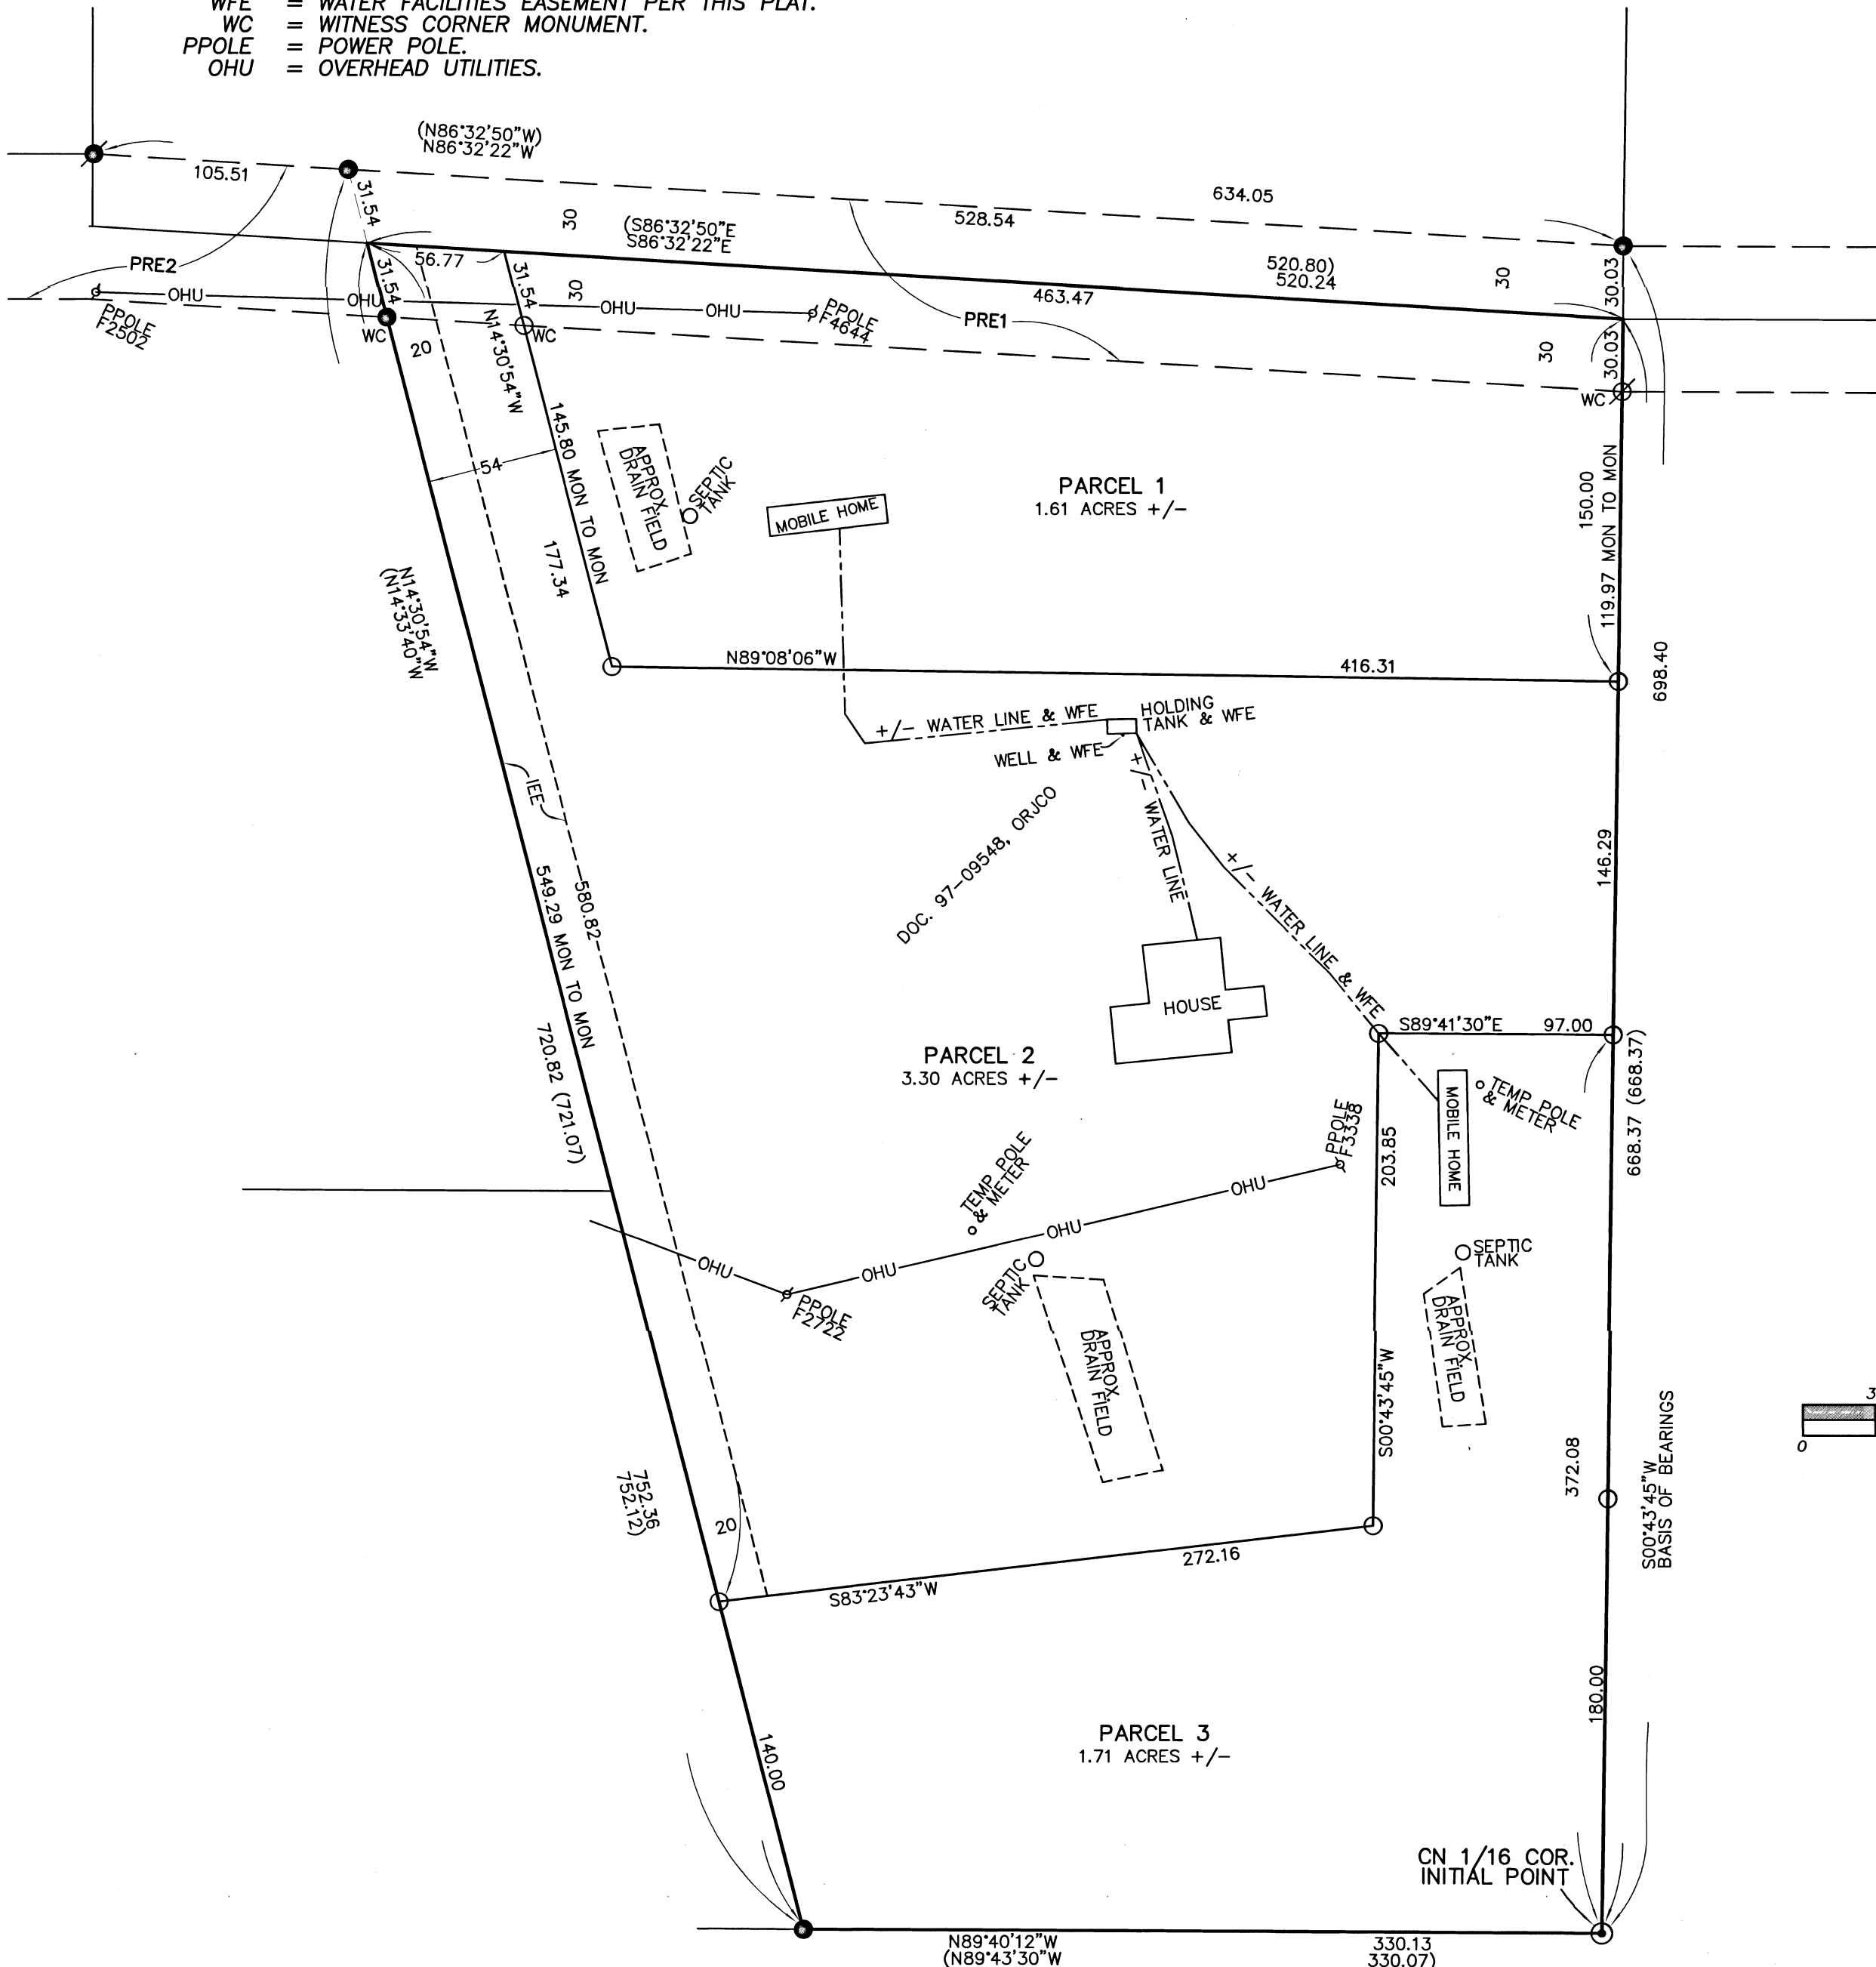 WFE = WATER FACILITIES EASEMENT PER THIS PLAT.
WC = WITNESS CORNER MONUMENT.
PPOLE = POWER POLE.
OHU = OVERHEAD UTILITIES.
(N86°32'50"W)
N86°32'22"W
105.51
31.54
30
(S86°32'50"E
S86°32'22"E
528.54
634.05
520.80)
520.24
30
30.03
PRE2
56.77
31.54
31.54
30
463.47
OHU
OHU
OHU
OHU
PPOLE
F2502
PPOLE
F4644
PRE1
30
30.03
WC
20
WC
WC
N14°30'54"W
54
145.80 MON TO MON
177.34
APPROX.
DRAIN FIELD
SEPTIC
TANK
MOBILE HOME
PARCEL 1
1.61 ACRES +/-
150.00
119.97 MON TO MON
N14°30'54"W
(N14°33'40"W
N89°08'06"W
416.31
698.40
+/- WATER LINE & WFE
HOLDING
TANK & WFE
WELL & WFE
+/- WATER LINE
DOC. 97-09548, ORJCO
IEE
146.29
549.29 MON TO MON
580.82
+/- WATER LINE & WFE
HOUSE
S89°41'30"E
97.00
PARCEL 2
3.30 ACRES +/-
720.82 (721.07)
MOBILE HOME
TEMP POLE
& METER
668.37 (668.37)
PPOLE
F3338
203.85
TEMP POLE
& METER
OHU
OHU
OHU
OHU
PPOLE
F2722
SEPTIC
TANK
SEPTIC
TANK
APPROX.
DRAIN FIELD
APPROX.
DRAIN FIELD
S00°43'45"W
372.08
S00°43'45"W
BASIS OF BEARINGS
3
0
752.36
752.12)
20
272.16
S83°23'43"W
180.00
140.00
PARCEL 3
1.71 ACRES +/-
CN 1/16 COR.
INITIAL POINT
N89°40'12"W
(N89°43'30"W
330.13
330.07)